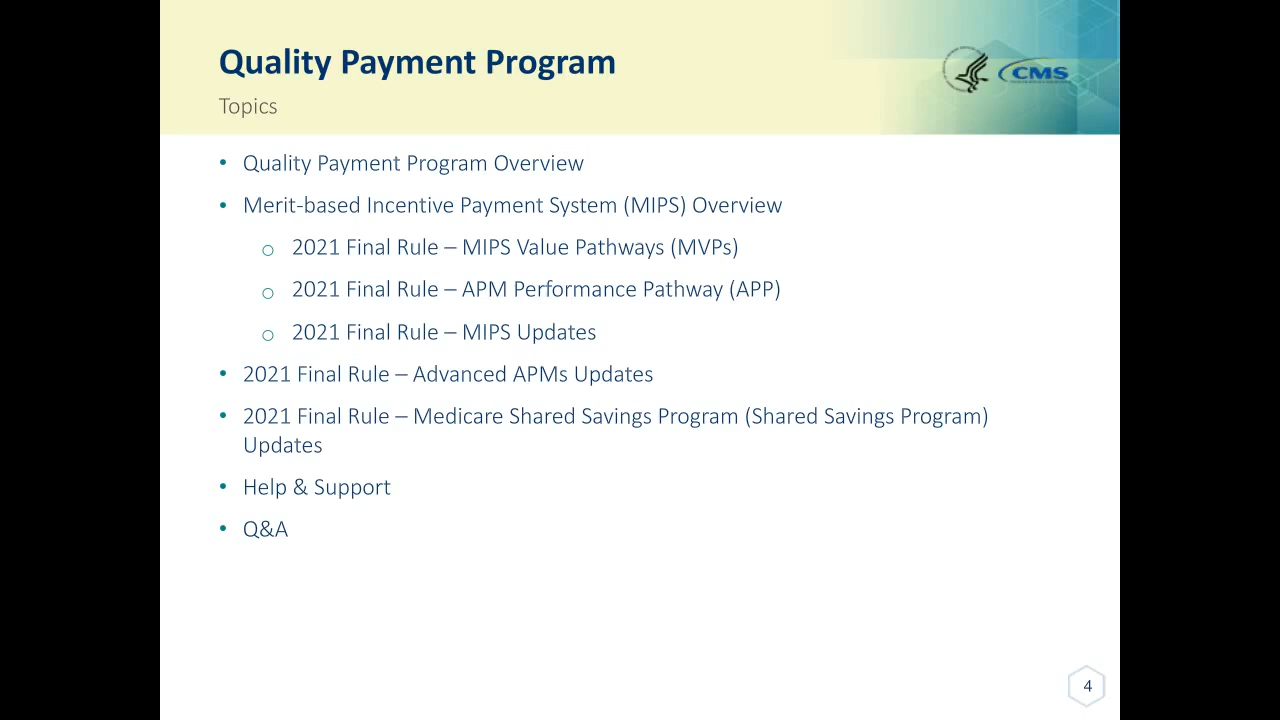 Quality Payment Program
Topics
CMS
• Quality Payment Program Overview
• Merit-based Incentive Payment System (MIPS) Overview
o 2021 Final Rule – MIPS Value Pathways (MVPs)
o 2021 Final Rule – APM Performance Pathway (APP)
o 2021 Final Rule – MIPS Updates
• 2021 Final Rule – Advanced APMs Updates
• 2021 Final Rule – Medicare Shared Savings Program (Shared Savings Program)
Updates
• Help & Support
• Q&A
4